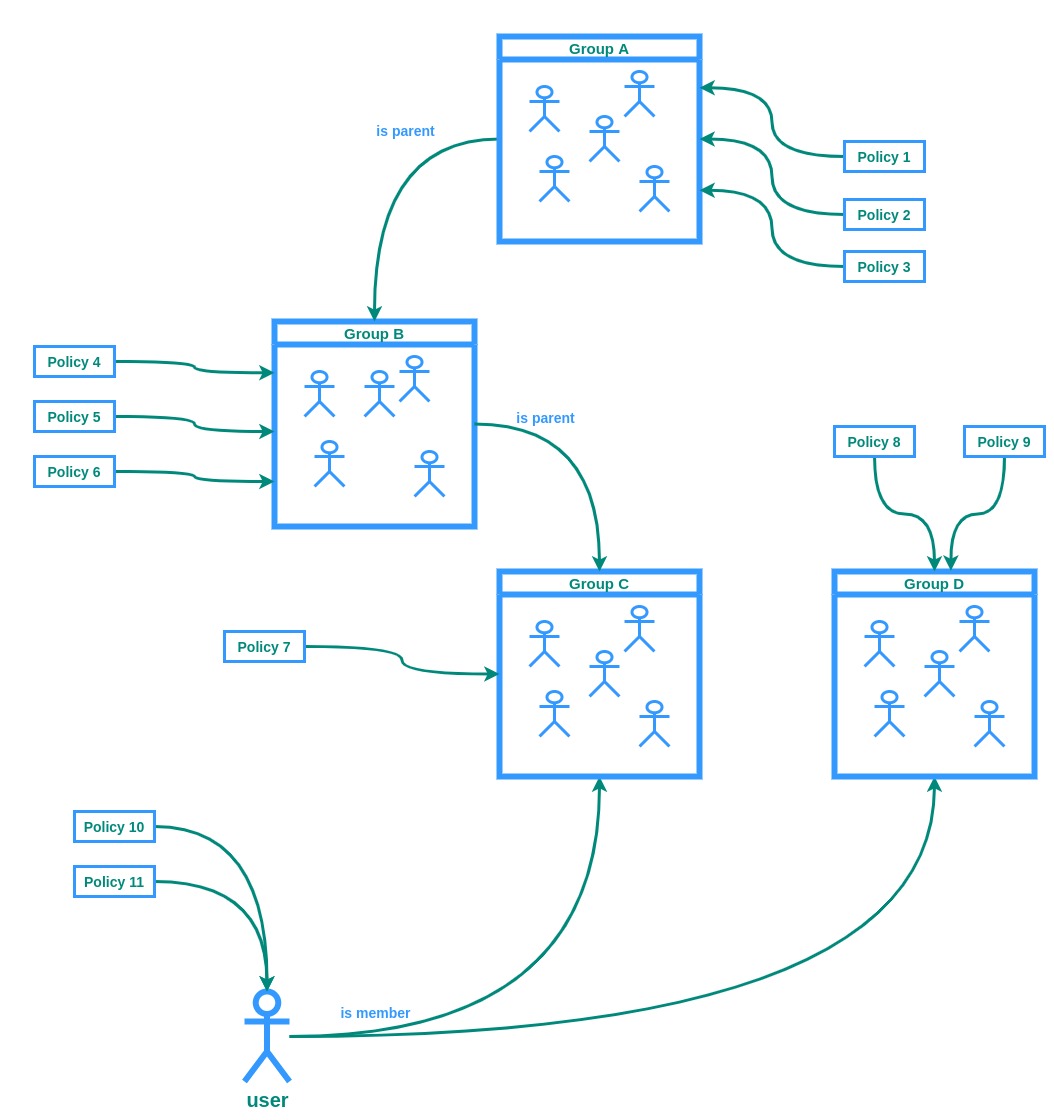 Group A
is parent
Policy 1
Policy 2
Policy 3
Group B
Policy 4
Policy 5
Policy 6
is parent
Policy 8
Policy 9
Group C
Group D
Policy 7
Policy 10
Policy 11
is member
user